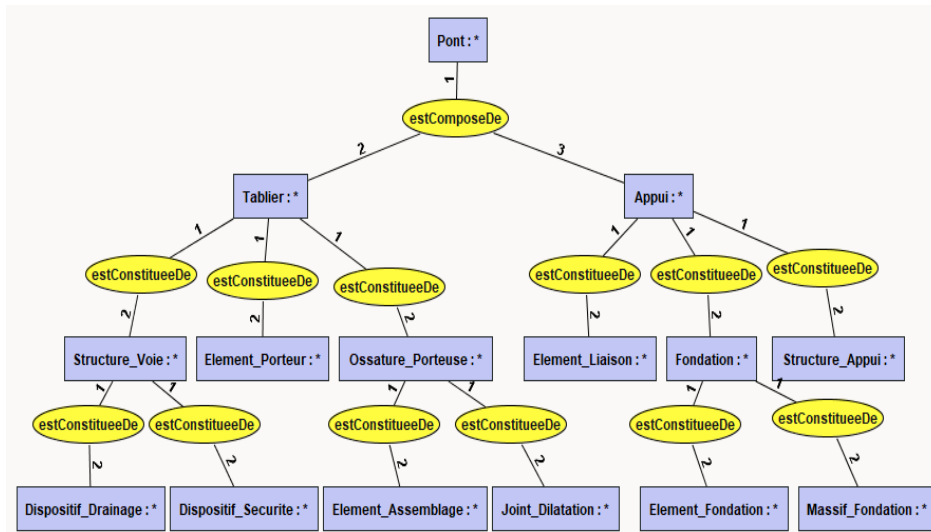 Pont : *
1
estComposeDe
2
3
Tablier : *
Appui : *
1
1
1
1
1
1
estConstitueeDe
estConstitueeDe
estConstitueeDe
estConstitueeDe
estConstitueeDe
estConstitueeDe
2
2
2
2
2
2
Structure_Voie : *
Element_Porteur : *
Ossature_Porteuse : *
Element_Liaison : *
Fondation : *
Structure_Appui : *
1
1
1
1
1
1
estConstitueeDe
estConstitueeDe
estConstitueeDe
estConstitueeDe
estConstitueeDe
estConstitueeDe
2
2
2
2
2
2
Dispositif_Drainage : *
Dispositif_Securite : *
Element_Assemblage : *
Joint_Dilatation : *
Element_Fondation : *
Massif_Fondation : *